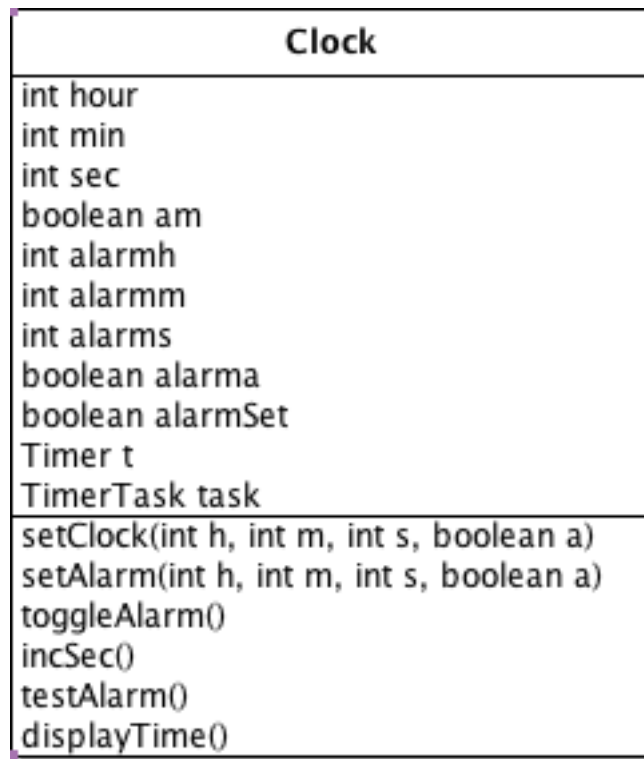 Clock
int hour
int min
int sec
boolean am
int alarmh
int alarmm
int alarms
boolean alarma
boolean alarmSet
Timer t
TimerTask task
setClock(int h, int m, int s, boolean a)
setAlarm(int h, int m, int s, boolean a)
toggleAlarm()
incSec()
testAlarm()
displayTime()